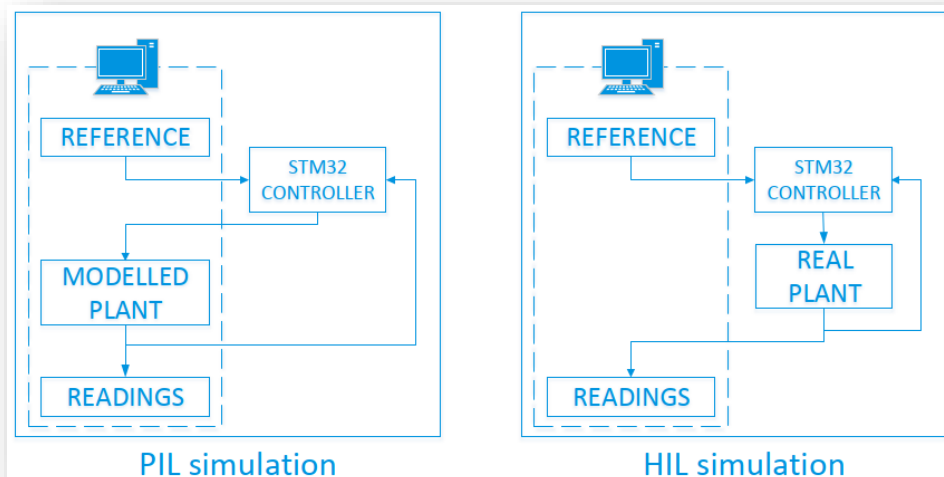 REFERENCE
STM32
CONTROLLER
MODELLED
PLANT
READINGS
PIL simulation
REFERENCE
STM32
CONTROLLER
REAL
PLANT
READINGS
HIL simulation